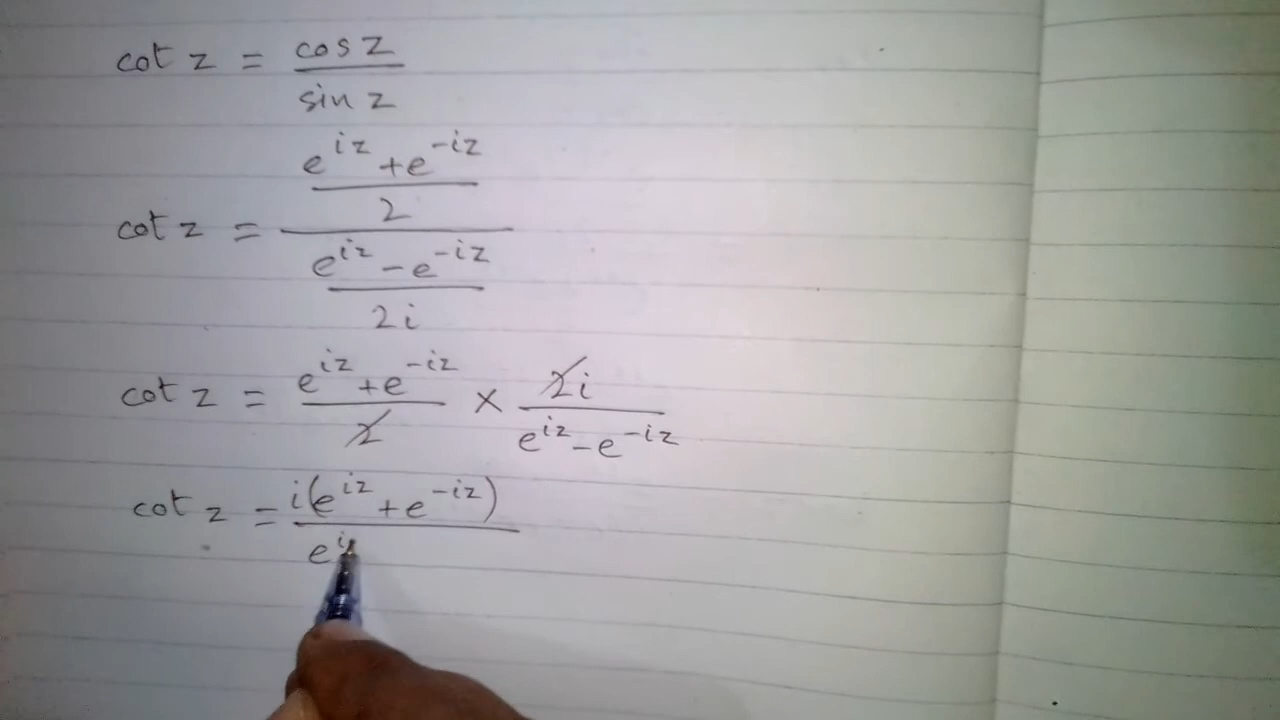 cot z = cos z / sin z
cot z = ((e^{iz} + e^{-iz}) / 2) / ((e^{iz} - e^{-iz}) / 2i)
cot z = (e^{iz} + e^{-iz}) / 2 × 2i / (e^{iz} - e^{-iz})
cot z = i(e^{iz} + e^{-iz}) / e^{i